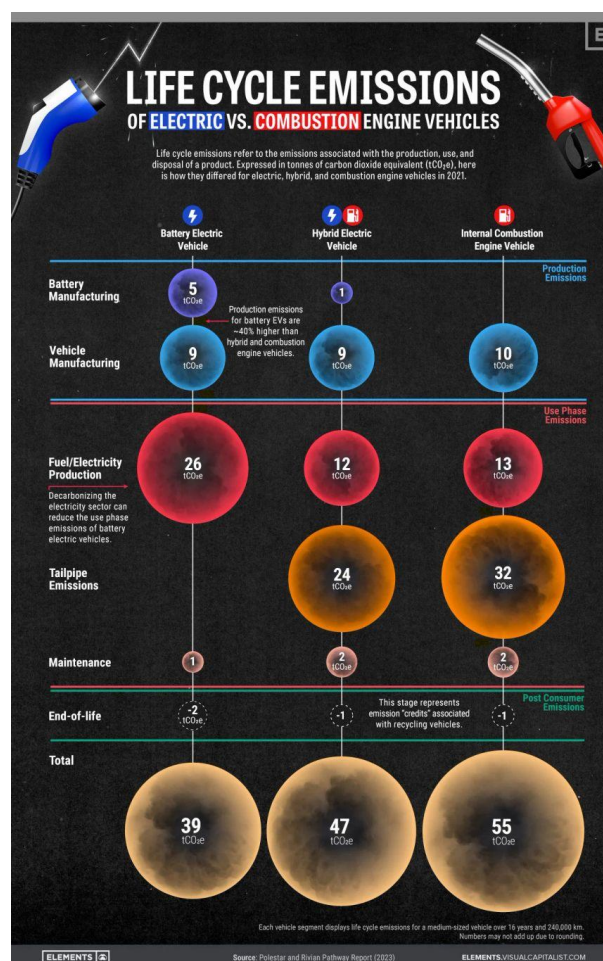 E
LIFE CYCLE EMISSIONS
OF ELECTRIC VS. COMBUSTION ENGINE VEHICLES
Life cycle emissions refer to the emissions associated with the production, use, and
disposal of a product. Expressed in tonnes of carbon dioxide equivalent (tCO₂e), here
is how they differed for electric, hybrid, and combustion engine vehicles in 2021.
Battery Electric
Vehicle
Hybrid Electric
Vehicle
Internal Combustion
Engine Vehicle
Production
Emissions
Battery
Manufacturing
5
tCO₂e
1
Production emissions
for battery EVs are
~40% higher than
hybrid and combustion
engine vehicles.
Vehicle
Manufacturing
9
tCO₂e
9
tCO₂e
10
tCO₂e
Use Phase
Emissions
Fuel/Electricity
Production
26
tCO₂e
12
tCO₂e
13
tCO₂e
Decarbonizing the
electricity sector can
reduce the use phase
emissions of battery
electric vehicles.
Tailpipe
Emissions
24
tCO₂e
32
tCO₂e
Maintenance
1
2
tCO₂e
2
tCO₂e
Post Consumer
Emissions
End-of-life
-2
tCO₂e
-1
This stage represents
emission "credits" associated
with recycling vehicles.
-1
Total
39
tCO₂e
47
tCO₂e
55
tCO₂e
Each vehicle segment displays life cycle emissions for a medium-sized vehicle over 16 years and 240,000 km.
Numbers may not add up due to rounding.
ELEMENTS
Source: Polestar and Rivian Pathway Report (2023)
ELEMENTS.VISUALCAPITALIST.COM